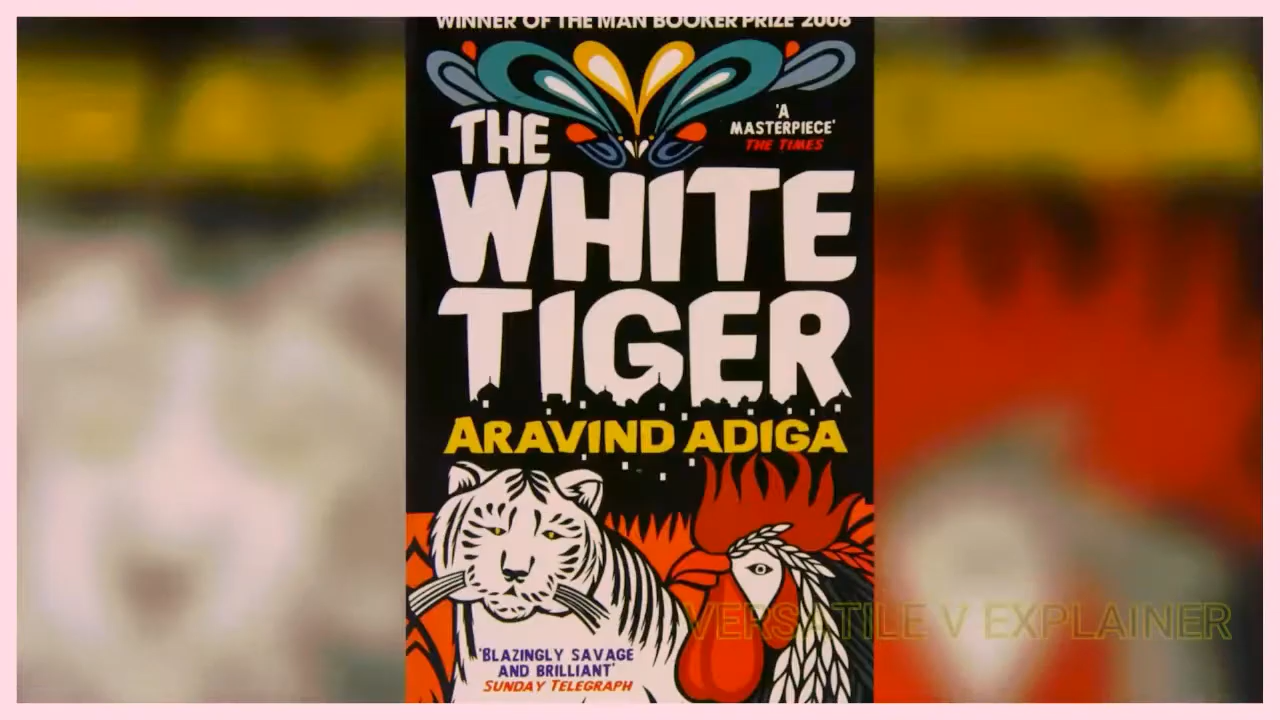 WINNER OF THE MAN BOOKER PRIZE 2008
THE
'A
MASTERPIECE'
THE TIMES
WHITE
TIGER
ARAVIND ADIGA
VERSATILE V EXPLAINER
'BLAZINGLY SAVAGE
AND BRILLIANT'
SUNDAY TELEGRAPH